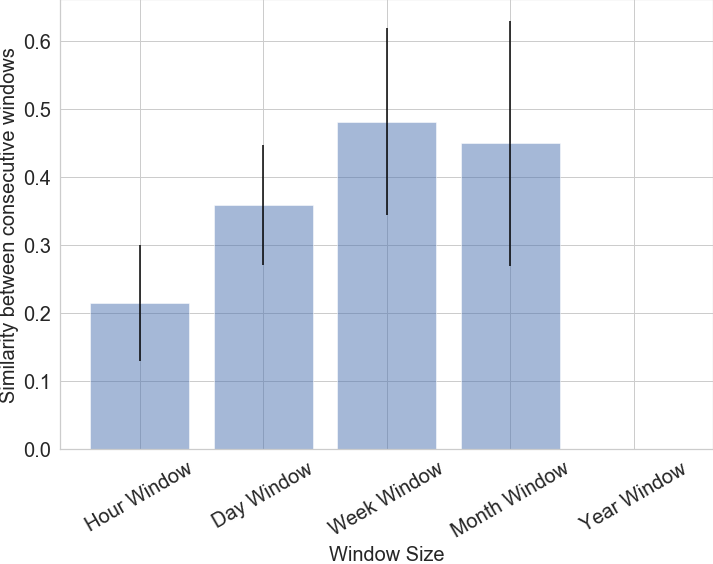 Similarity between consecutive windows
0.6
0.5
0.4
0.3
0.2
0.1
0.0
Hour Window
Day Window
Week Window
Month Window
Year Window
Window Size